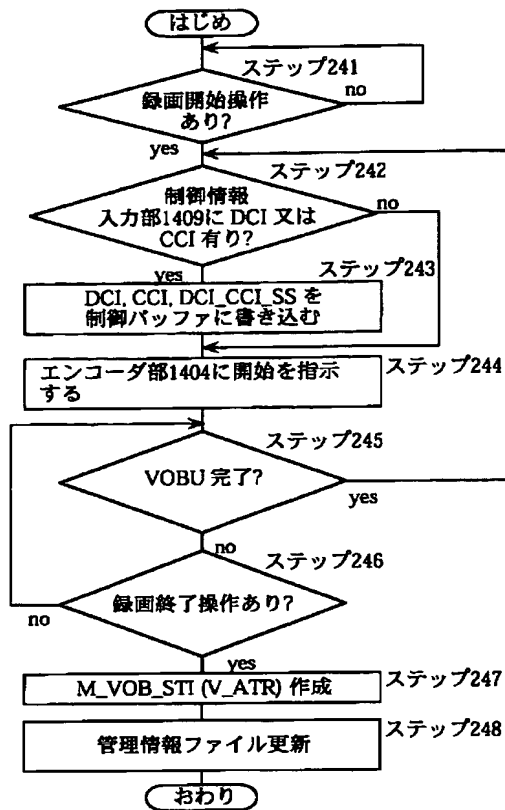 はじめ
ステップ241
録画開始操作
あり?
no
yes
ステップ242
制御情報
入力部1409に DCI 又は
CCI 有り?
no
yes
ステップ243
DCI, CCI, DCI_CCI_SS を
制御バッファに書き込む
ステップ244
エンコーダ部1404に開始を指示
する
ステップ245
VOBU 完了?
yes
no
ステップ246
録画終了操作あり?
no
yes
M_VOB_STI (V_ATR) 作成
ステップ247
管理情報ファイル更新
ステップ248
おわり